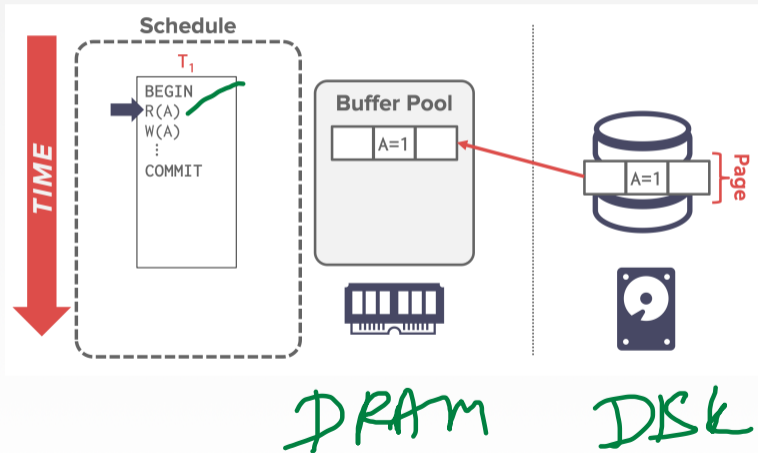 Schedule
T1
BEGIN
R(A)
W(A)
⋮
COMMIT
TIME
Buffer Pool
A=1
A=1
Page
DRAM
DISK